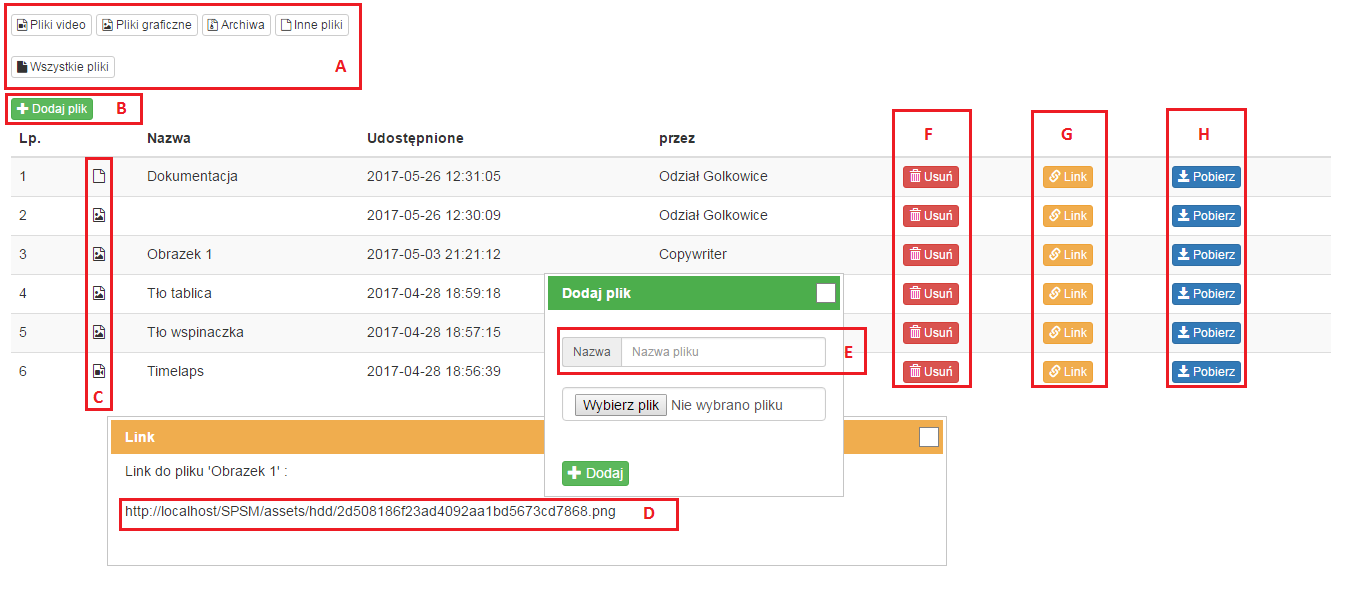 Pliki video Pliki graficzne Archiwa Inne pliki
Wszystkie pliki A
Dodaj plik B
Lp. Nazwa Udostępnione przez F G H
1 Dokumentacja 2017-05-26 12:31:05 Odział Golkowice Usuń Link Pobierz
2 2017-05-26 12:30:09 Odział Golkowice Usuń Link Pobierz
3 Obrazek 1 2017-05-03 21:21:12 Copywriter Usuń Link Pobierz
4 Tło tablica 2017-04-28 18:59:18 Usuń Link Pobierz
5 Tło wspinaczka 2017-04-28 18:57:15 Usuń Link Pobierz
6 Timelaps 2017-04-28 18:56:39 Usuń Link Pobierz
C
Dodaj plik
Nazwa Nazwa pliku E
Wybierz plik Nie wybrano pliku
Dodaj
Link
Link do pliku 'Obrazek 1' :
http://localhost/SPSM/assets/hdd/2d508186f23ad4092aa1bd5673cd7868.png D